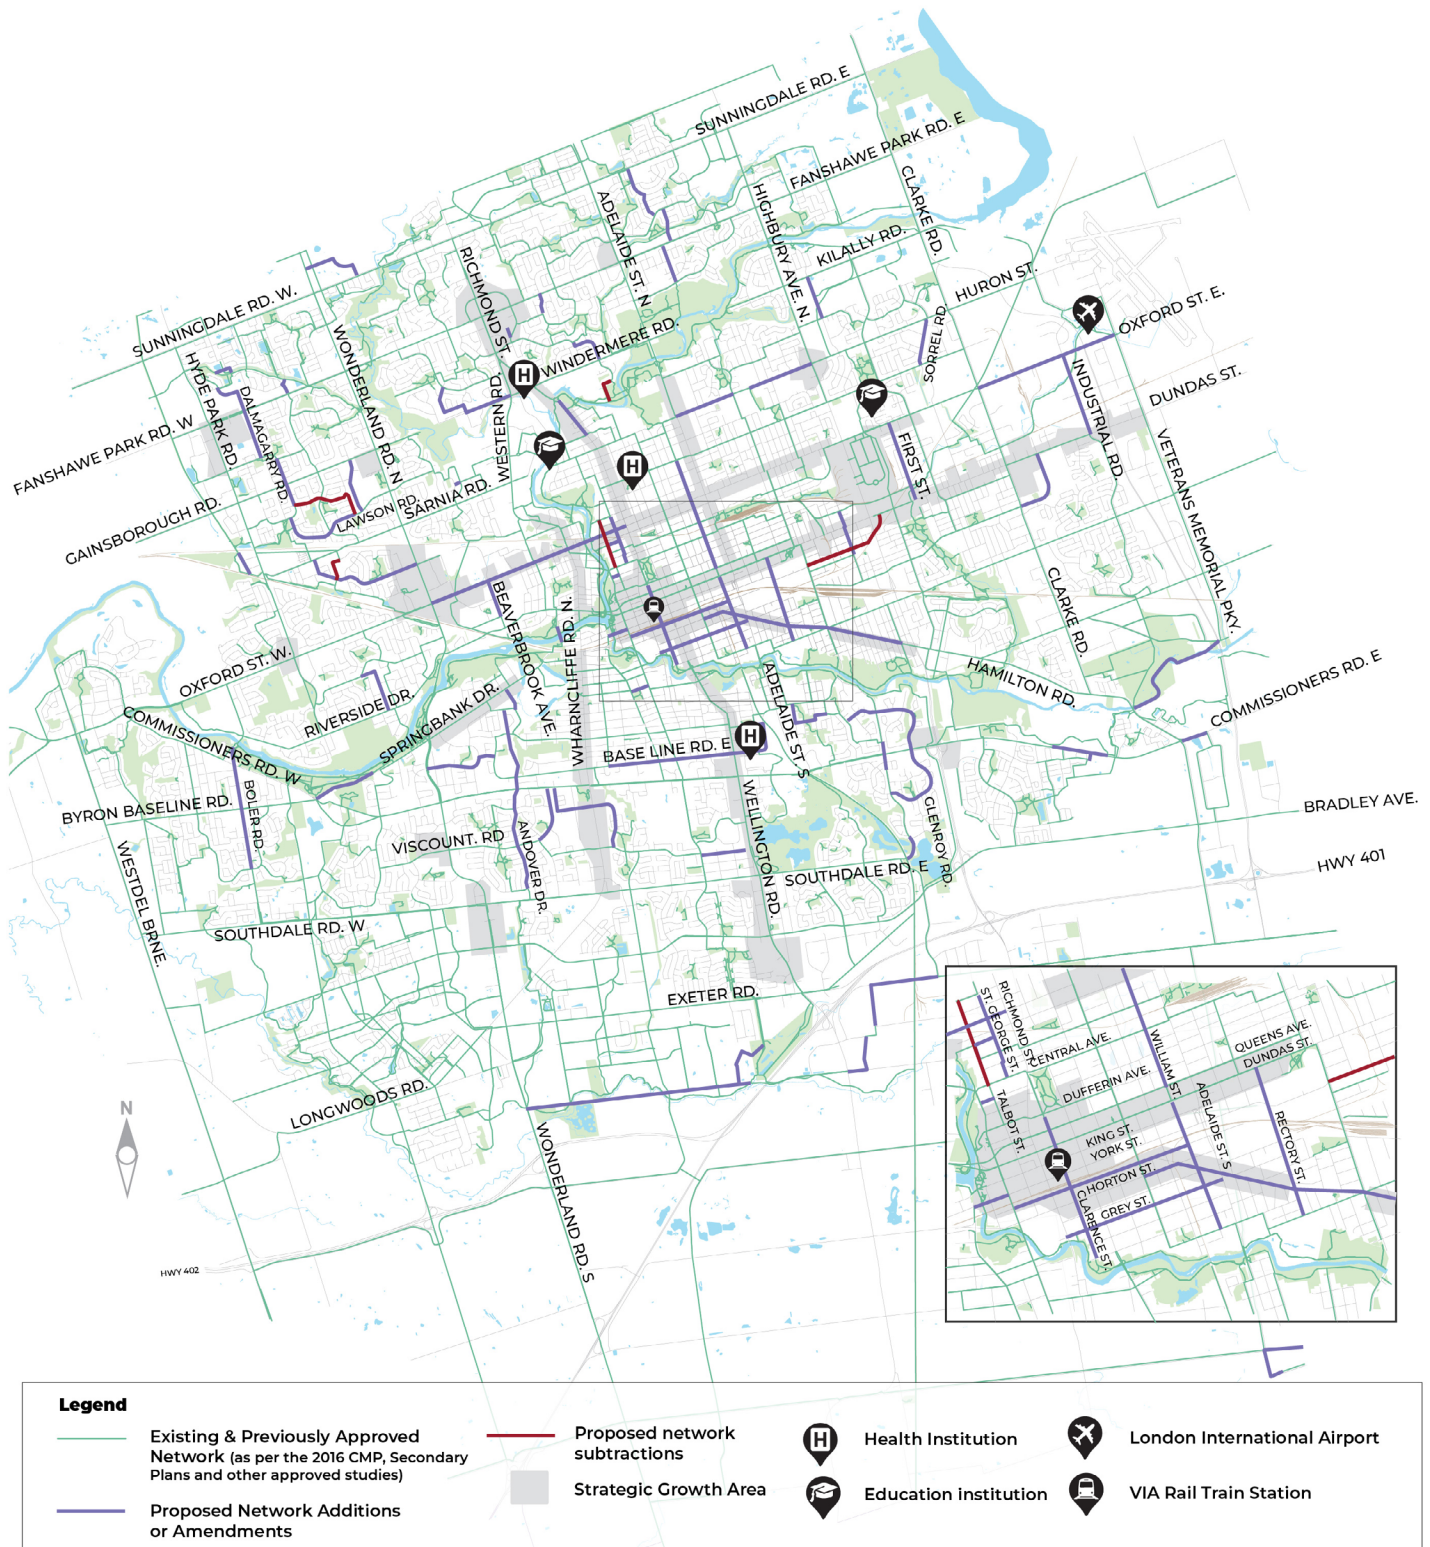 SUNNINGDALE RD. E
FANSHAWE PARK RD. E
CLARKE RD.
HIGHBURY AVE. N.
ADELAIDE ST. N
KILALLY RD.
RICHMOND ST.
HURON ST.
SUNNINGDALE RD. W.
OXFORD ST. E.
WINDERMERE RD.
SORREL RD.
WONDERLAND RD. N
HYDE PARK RD.
DALMAGARRY RD.
WESTERN RD.
INDUSTRIAL RD.
DUNDAS ST.
FANSHAWE PARK RD. W
FIRST ST.
VETERANS MEMORIAL PKY.
GAINSBOROUGH RD.
LAWSON RD.
SARNIA RD.
BEAVERBROOK AVE.
WHARNCLIFFE RD. N.
CLARKE RD.
OXFORD ST. W.
RIVERSIDE DR.
HAMILTON RD.
COMMISSIONERS RD. E
COMMISSIONERS RD. W
SPRINGBANK DR.
ADELAIDE ST. S
BASE LINE RD. E
BYRON BASELINE RD.
BOLER RD.
WELLINGTON RD.
GLENROY RD.
BRADLEY AVE.
VISCOUNT. RD
ANDOVER DR.
WESTDEL BRNE.
SOUTHDALE RD. E
HWY 401
SOUTHDALE RD. W
EXETER RD.
LONGWOODS RD.
N
WONDERLAND RD. S
HWY 402
RICHMOND ST.
ST. GEORGE ST.
CENTRAL AVE.
WILLIAM ST.
QUEENS AVE.
DUNDAS ST.
DUFFERIN AVE.
TALBOT ST.
ADELAIDE ST. S
KING ST.
YORK ST.
RECTORY ST.
HORTON ST.
GREY ST.
CLARENCE ST.
Legend
Existing & Previously Approved
Network (as per the 2016 CMP, Secondary
Plans and other approved studies)
Proposed Network Additions
or Amendments
Proposed network
subtractions
Strategic Growth Area
H Health Institution
Education institution
London International Airport
VIA Rail Train Station